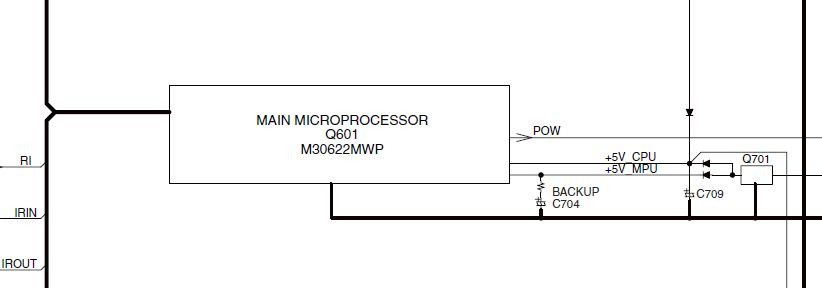 MAIN MICROPROCESSOR
Q601
M30622MWP
POW
+5V_CPU
+5V_MPU
Q701
BACKUP
C704
C709
RI
IRIN
IROUT